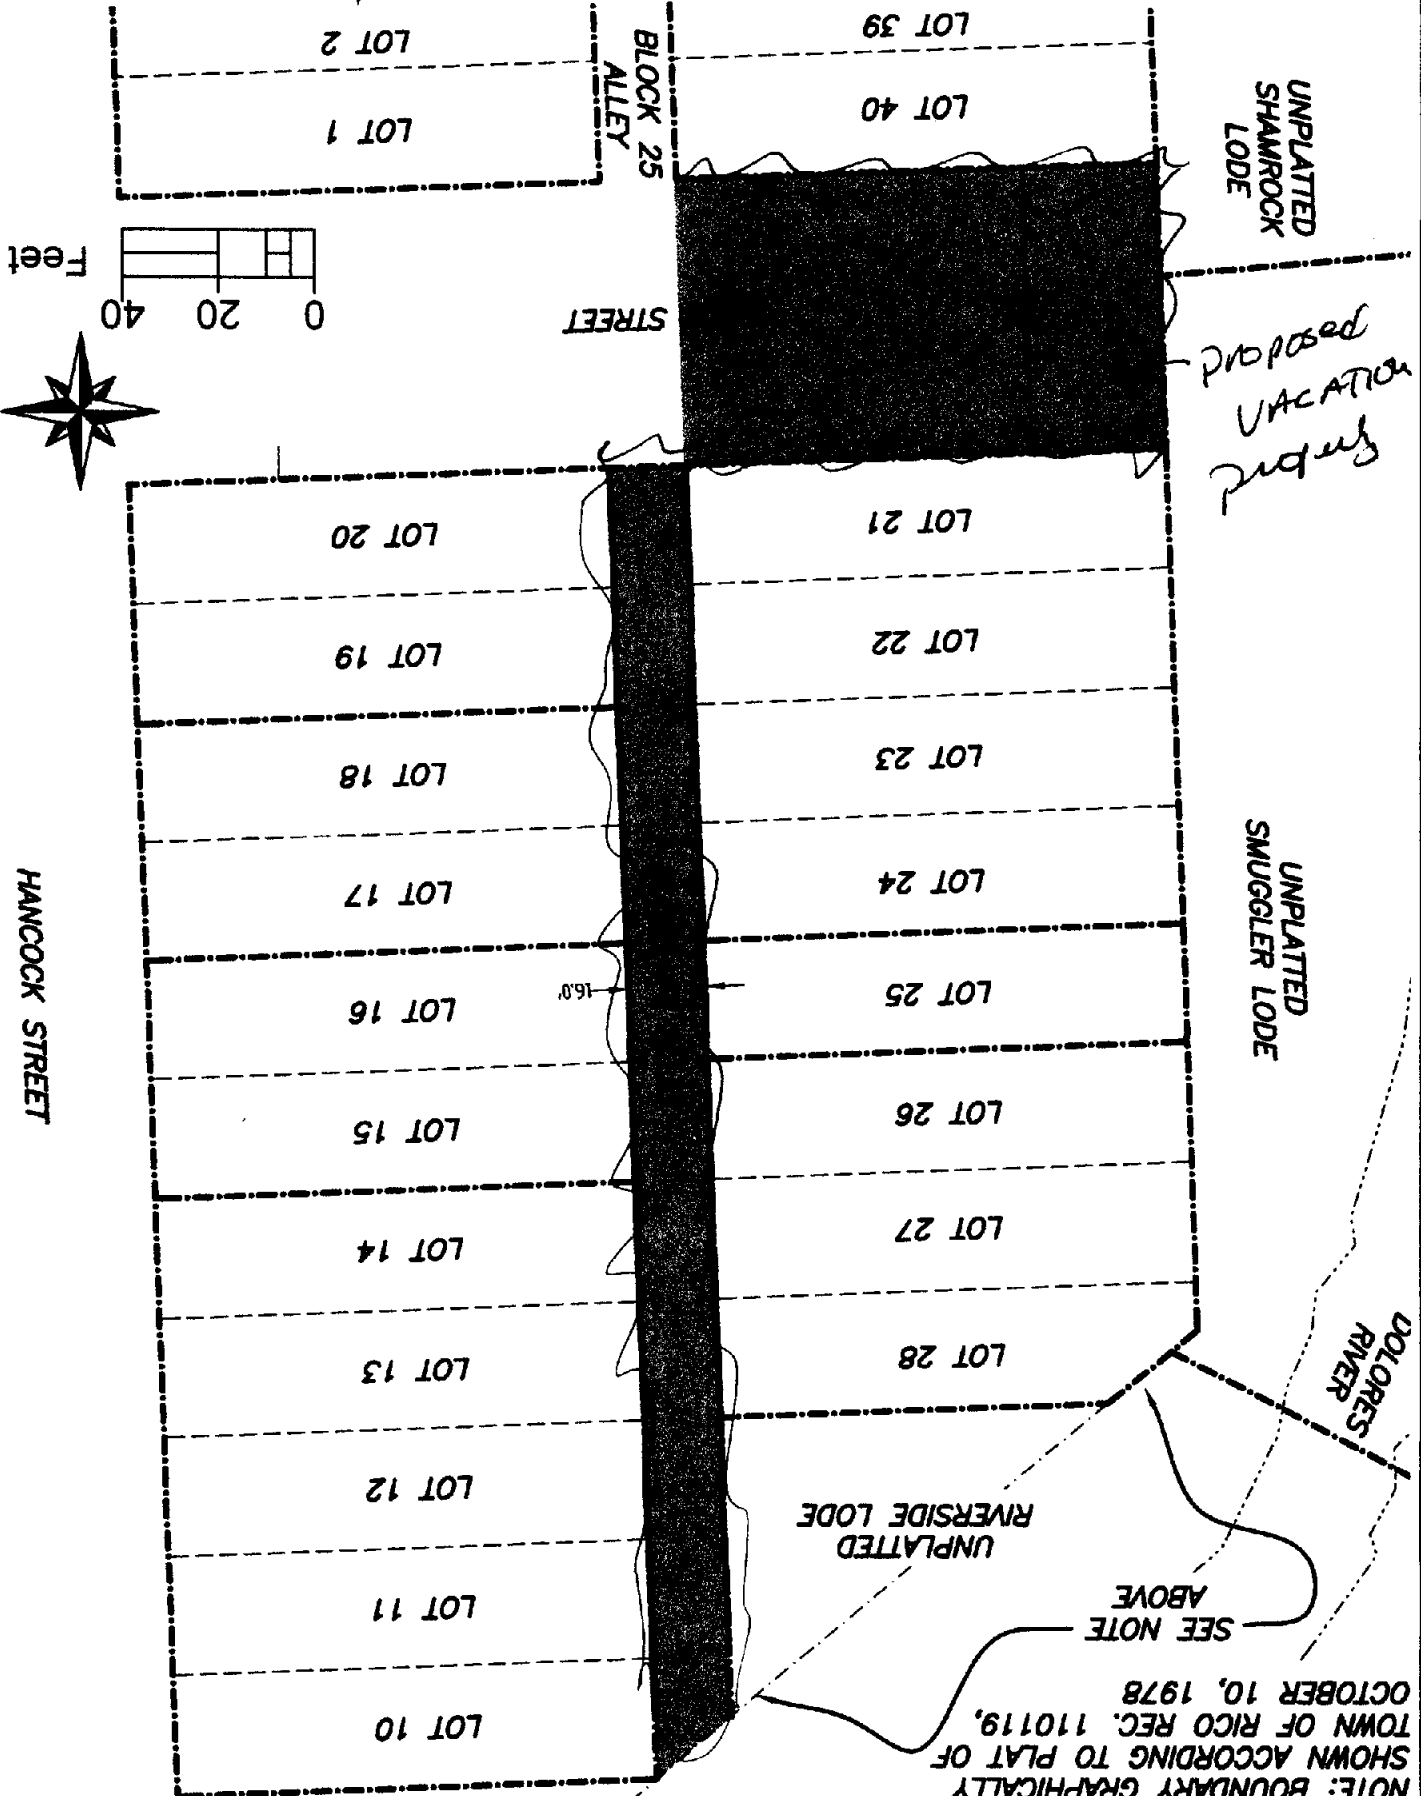 NOTE: BOUNDARY GRAPHICALLY
SHOWN ACCORDING TO PLAT OF
TOWN OF RICO REC. 110119,
OCTOBER 10, 1978
SEE NOTE
ABOVE
UNPLATTED
RIVERSIDE LODE
DOLORES
RIVER
LOT 10
LOT 11
LOT 12
LOT 13
LOT 14
LOT 15
LOT 16
LOT 17
LOT 18
LOT 19
LOT 20
LOT 28
LOT 27
LOT 26
LOT 25
LOT 24
LOT 23
LOT 22
LOT 21
16.0'
HANCOCK STREET
UNPLATTED
SMUGGLER LODE
proposed
VACATION
STREET
0 20 40
Feet
UNPLATTED
SHAMROCK
LODE
BLOCK 25
ALLEY
LOT 40
LOT 39
LOT 1
LOT 2